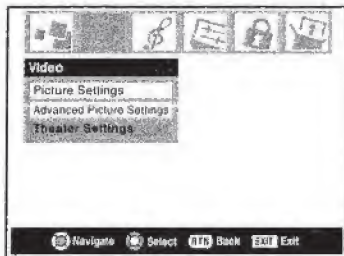 Video
Picture Settings
Advanced Picture Settings
Theater Settings
Navigate Select RTN Back EXIT Exit